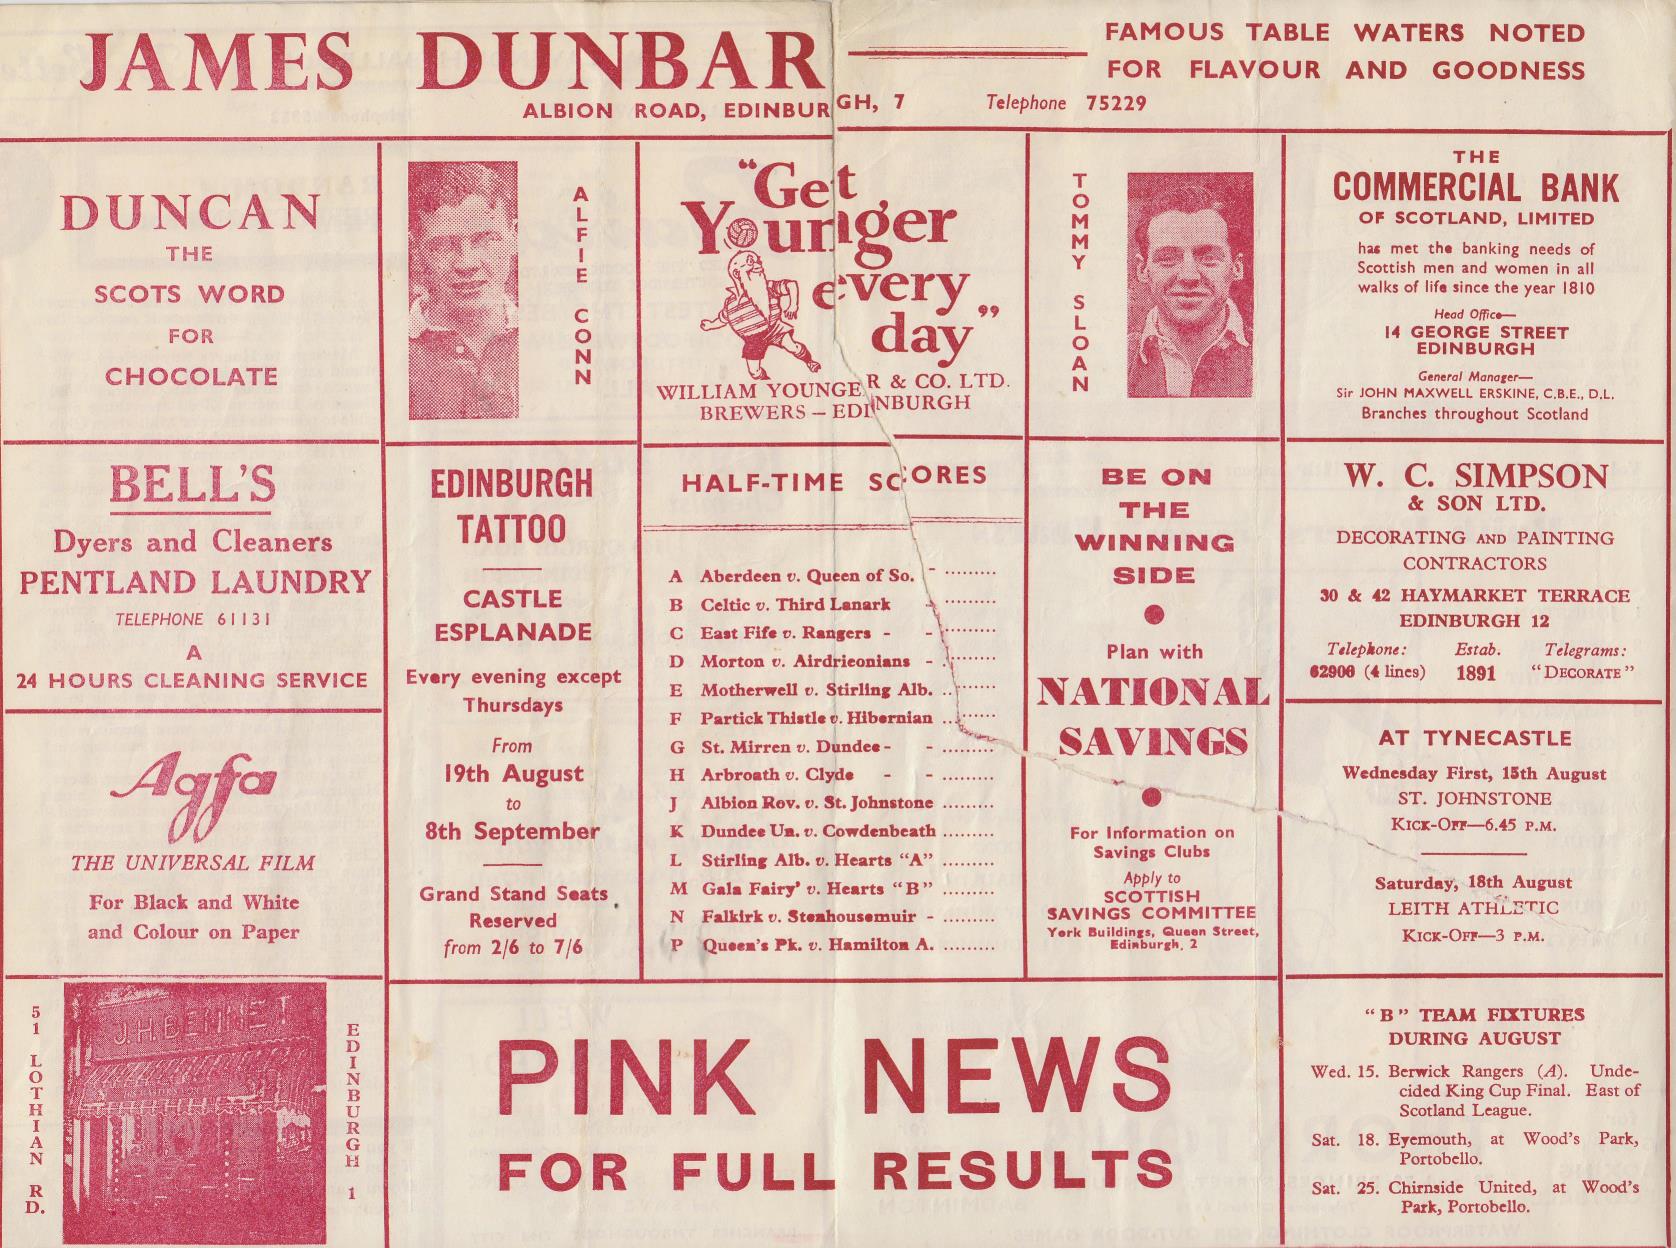 JAMES DUNBAR
ALBION ROAD, EDINBURGH, 7 Telephone 75229
FAMOUS TABLE WATERS NOTED
FOR FLAVOUR AND GOODNESS
DUNCAN
THE
SCOTS WORD
FOR
CHOCOLATE
ALFIE CONN
"Get
Younger
every
day"
WILLIAM YOUNGER & CO. LTD.
BREWERS – EDINBURGH
TOMMY SLOAN
THE
COMMERCIAL BANK
OF SCOTLAND, LIMITED
has met the banking needs of
Scottish men and women in all
walks of life since the year 1810
Head Office—
14 GEORGE STREET
EDINBURGH
General Manager—
Sir JOHN MAXWELL ERSKINE, C.B.E., D.L.
Branches throughout Scotland
BELL'S
Dyers and Cleaners
PENTLAND LAUNDRY
TELEPHONE 61131
A
24 HOURS CLEANING SERVICE
Agfa
THE UNIVERSAL FILM
For Black and White
and Colour on Paper
51 LOTHIAN RD.
J.H. BENNET
EDINBURGH 1
EDINBURGH
TATTOO
CASTLE
ESPLANADE
Every evening except
Thursdays
From
19th August
to
8th September
Grand Stand Seats
Reserved
from 2/6 to 7/6
HALF-TIME SCORES
A Aberdeen v. Queen of So. - .........
B Celtic v. Third Lanark - .........
C East Fife v. Rangers - - .........
D Morton v. Airdrieonians - .........
E Motherwell v. Stirling Alb. .........
F Partick Thistle v. Hibernian .........
G St. Mirren v. Dundee - - .........
H Arbroath v. Clyde - - .........
J Albion Rov. v. St. Johnstone .........
K Dundee Un. v. Cowdenbeath .........
L Stirling Alb. v. Hearts "A" .........
M Gala Fairy' v. Hearts "B" .........
N Falkirk v. Stenhousemuir - .........
P Queen's Pk. v. Hamilton A. .........
BE ON
THE
WINNING
SIDE
Plan with
NATIONAL
SAVINGS
For Information on
Savings Clubs
Apply to
SCOTTISH
SAVINGS COMMITTEE
York Buildings, Queen Street,
Edinburgh, 2
W. C. SIMPSON
& SON LTD.
DECORATING AND PAINTING
CONTRACTORS
30 & 42 HAYMARKET TERRACE
EDINBURGH 12
Telephone: Estab. Telegrams:
62906 (4 lines) 1891 "DECORATE"
AT TYNECASTLE
Wednesday First, 15th August
ST. JOHNSTONE
KICK-OFF—6.45 P.M.
Saturday, 18th August
LEITH ATHLETIC
KICK-OFF—3 P.M.
PINK NEWS
FOR FULL RESULTS
"B" TEAM FIXTURES
DURING AUGUST
Wed. 15. Berwick Rangers (A). Unde-
cided King Cup Final. East of
Scotland League.
Sat. 18. Eyemouth, at Wood's Park,
Portobello.
Sat. 25. Chirnside United, at Wood's
Park, Portobello.